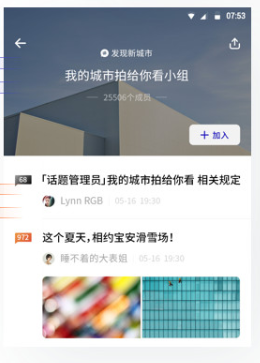 07:53
发现新城市
我的城市拍给你看小组
25506个成员
+ 加入
68
「话题管理员」我的城市拍给你看 相关规定
Lynn RGB 05-16 19:30
972
这个夏天,相约宝安滑雪场!
睡不着的大表姐 05-16 19:30